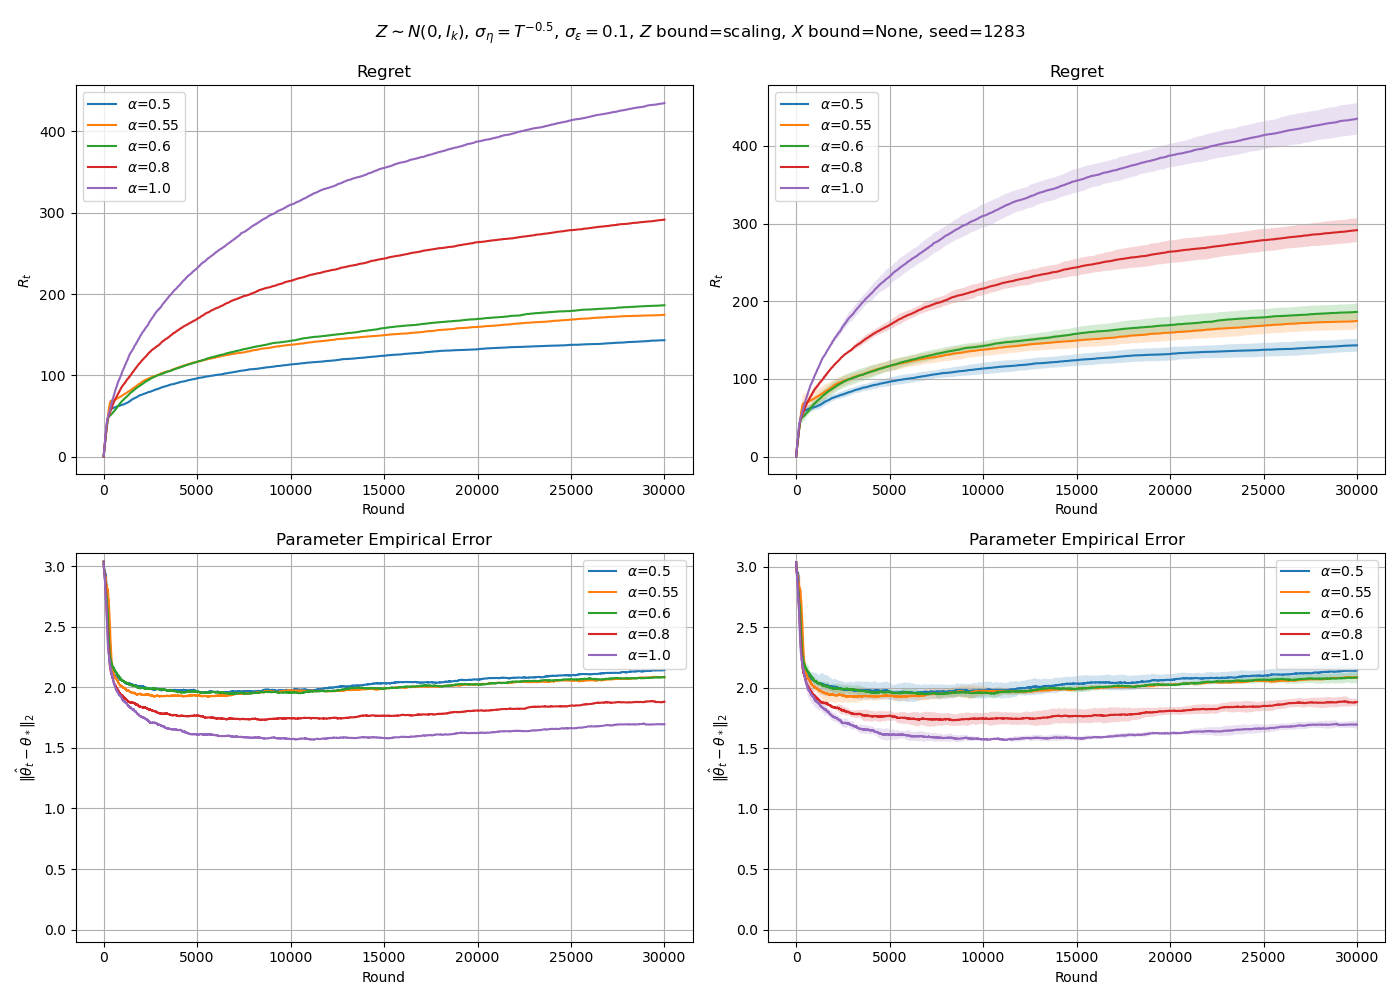 Z ∼ N(0, I_k), σ_η = T^{−0.5}, σ_ε = 0.1, Z bound=scaling, X bound=None, seed=1283
Regret
R_t
400
300
200
100
0
α=0.5
α=0.55
α=0.6
α=0.8
α=1.0
0 5000 10000 15000 20000 25000 30000
Round
Regret
R_t
400
300
200
100
0
α=0.5
α=0.55
α=0.6
α=0.8
α=1.0
0 5000 10000 15000 20000 25000 30000
Round
Parameter Empirical Error
‖θ̂_t − θ_*‖_2
3.0
2.5
2.0
1.5
1.0
0.5
0.0
α=0.5
α=0.55
α=0.6
α=0.8
α=1.0
0 5000 10000 15000 20000 25000 30000
Round
Parameter Empirical Error
‖θ̂_t − θ_*‖_2
3.0
2.5
2.0
1.5
1.0
0.5
0.0
α=0.5
α=0.55
α=0.6
α=0.8
α=1.0
0 5000 10000 15000 20000 25000 30000
Round